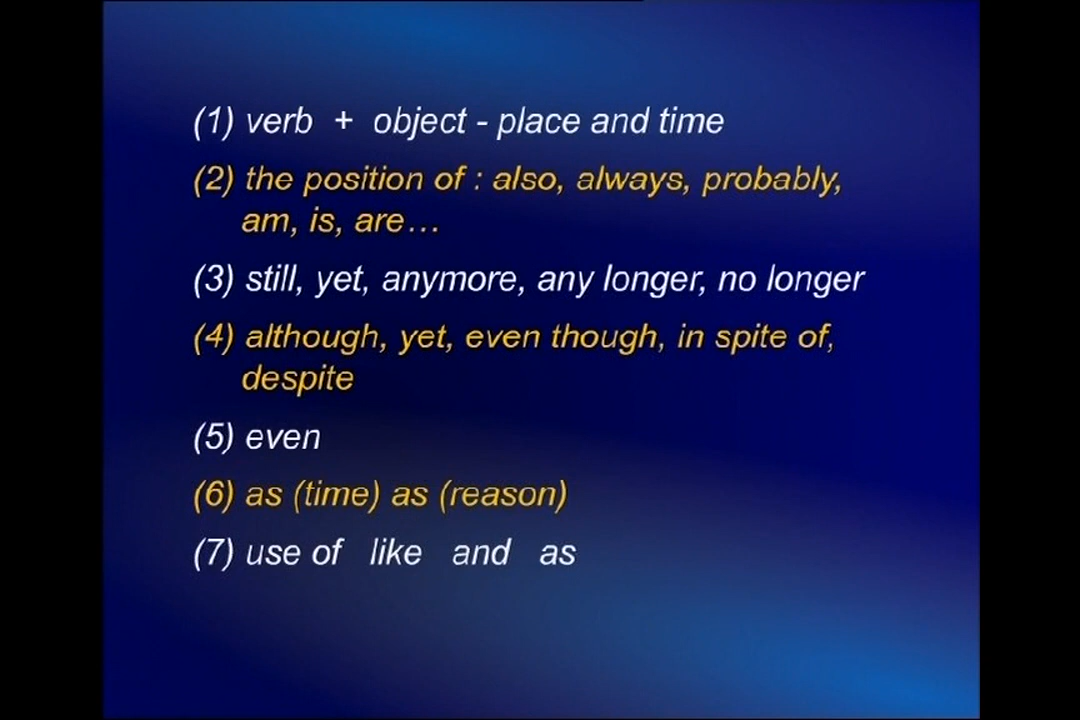 (1) verb + object - place and time
(2) the position of : also, always, probably,
am, is, are...
(3) still, yet, anymore, any longer, no longer
(4) although, yet, even though, in spite of,
despite
(5) even
(6) as (time) as (reason)
(7) use of like and as